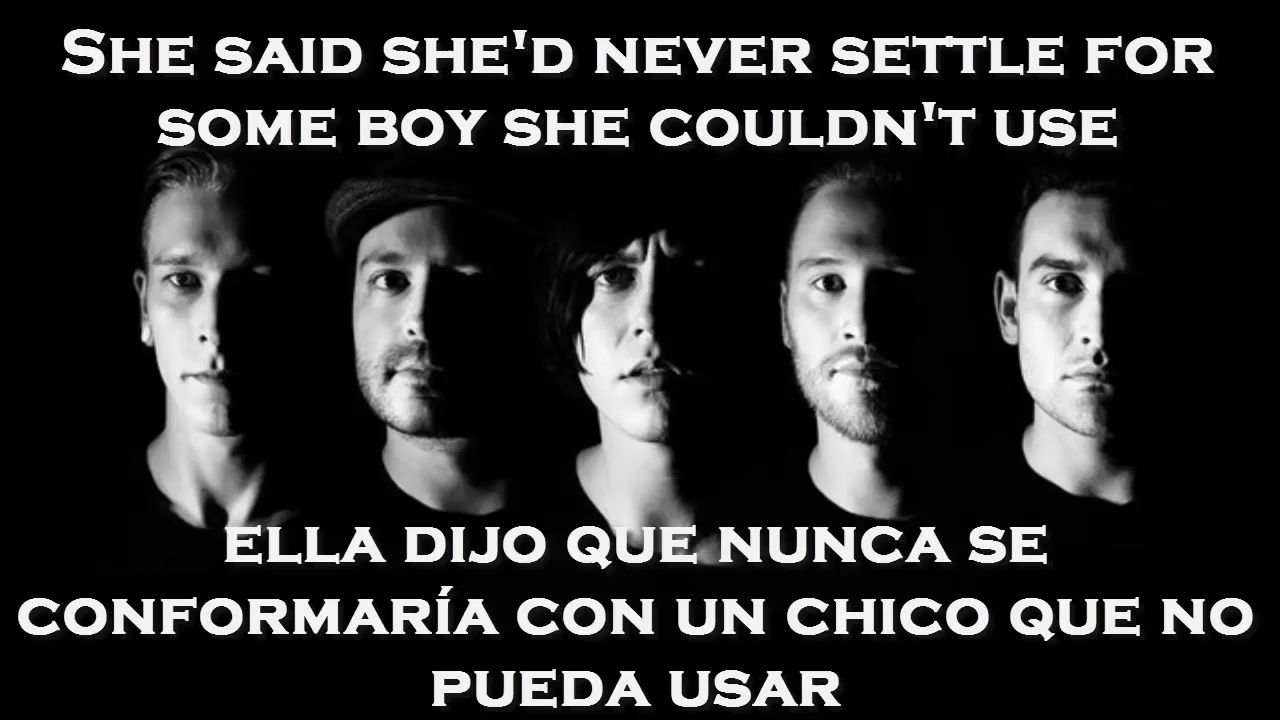 She said she'd never settle for
some boy she couldn't use
ella dijo que nunca se
conformaría con un chico que no
pueda usar